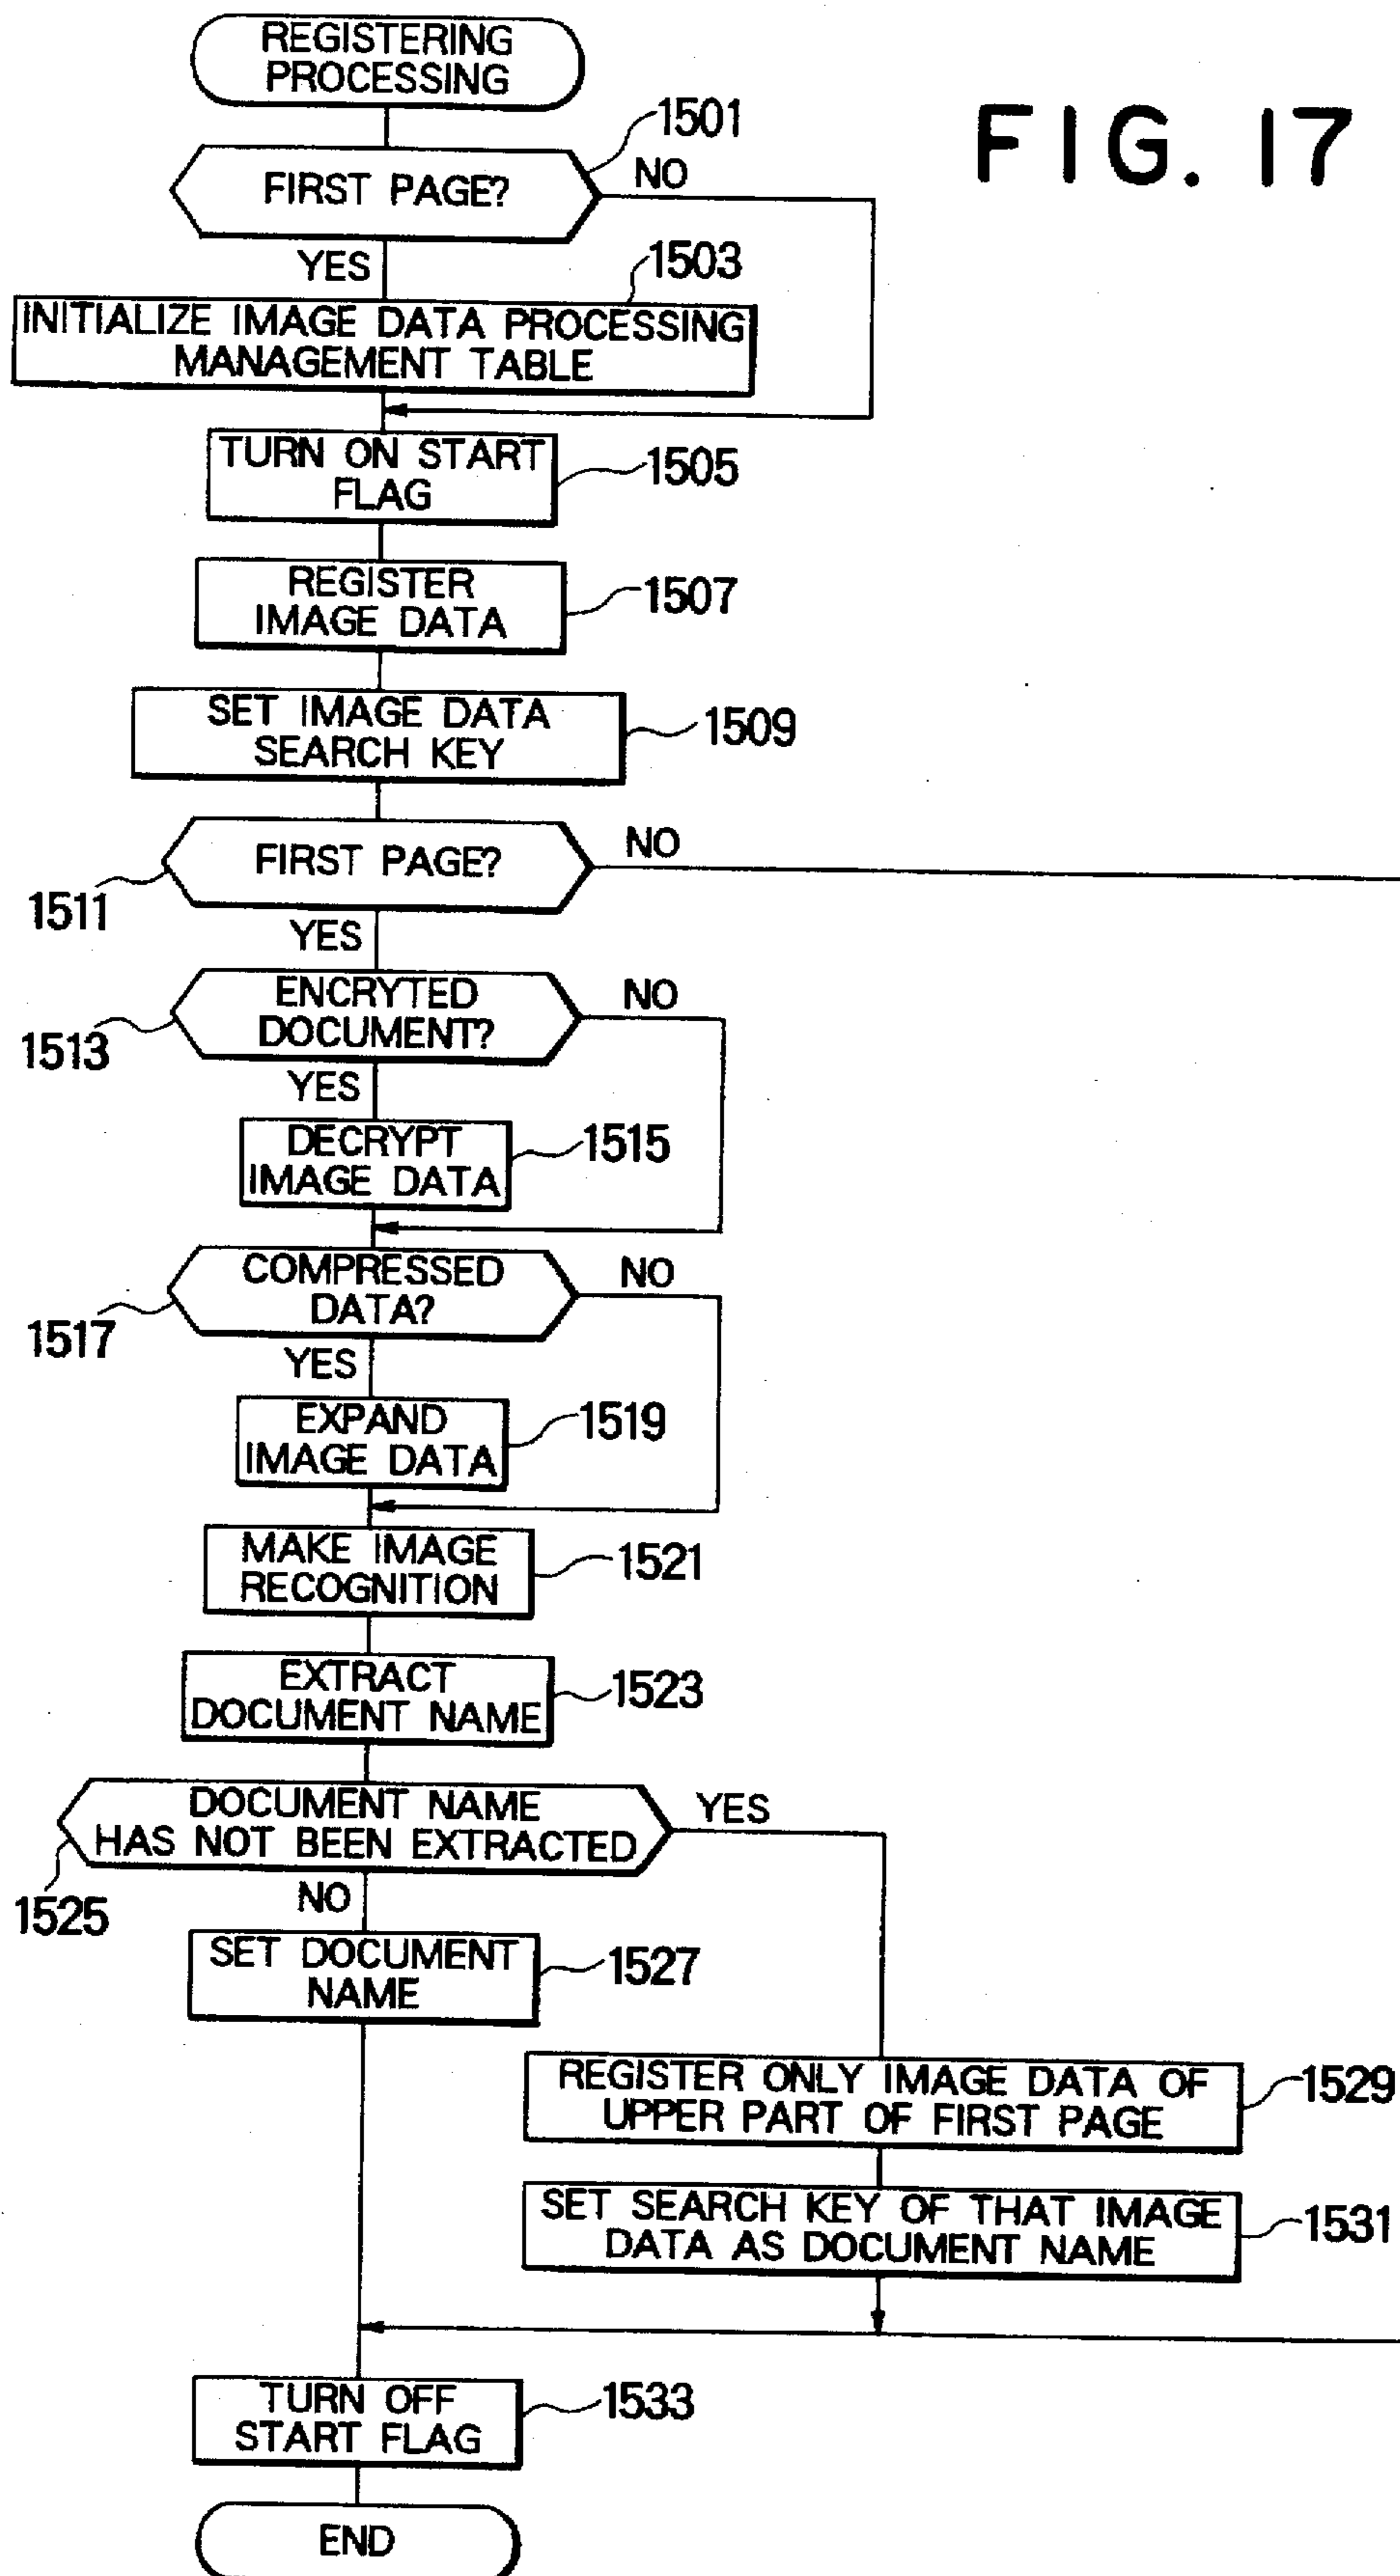 REGISTERING
PROCESSING
FIG. 17
1501
FIRST PAGE?
NO
YES
1503
INITIALIZE IMAGE DATA PROCESSING
MANAGEMENT TABLE
TURN ON START
FLAG
1505
REGISTER
IMAGE DATA
1507
SET IMAGE DATA
SEARCH KEY
1509
FIRST PAGE?
NO
1511
YES
ENCRYTED
DOCUMENT?
NO
1513
YES
DECRYPT
IMAGE DATA
1515
COMPRESSED
DATA?
NO
1517
YES
EXPAND
IMAGE DATA
1519
MAKE IMAGE
RECOGNITION
1521
EXTRACT
DOCUMENT NAME
1523
DOCUMENT NAME
HAS NOT BEEN EXTRACTED
YES
1525
NO
SET DOCUMENT
NAME
1527
REGISTER ONLY IMAGE DATA OF
UPPER PART OF FIRST PAGE
1529
SET SEARCH KEY OF THAT IMAGE
DATA AS DOCUMENT NAME
1531
TURN OFF
START FLAG
1533
END